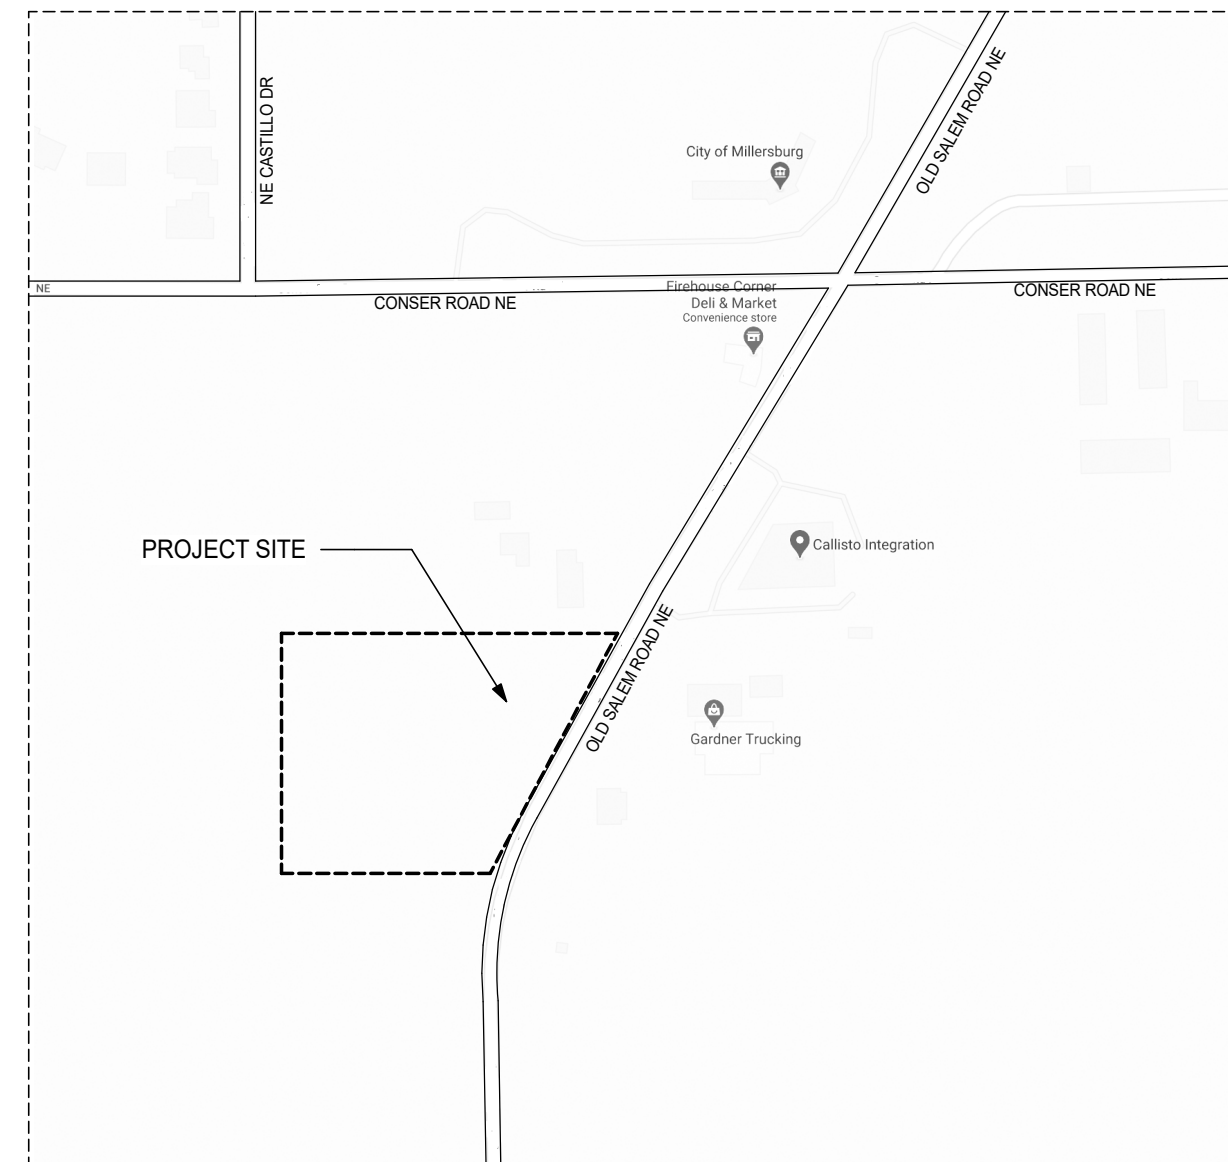 NE CASTILLO DR
OLD SALEM ROAD NE
City of Millersburg
NE
CONSER ROAD NE
Firehouse Corner
Deli & Market
Convenience store
CONSER ROAD NE
PROJECT SITE
Callisto Integration
OLD SALEM ROAD NE
Gardner Trucking